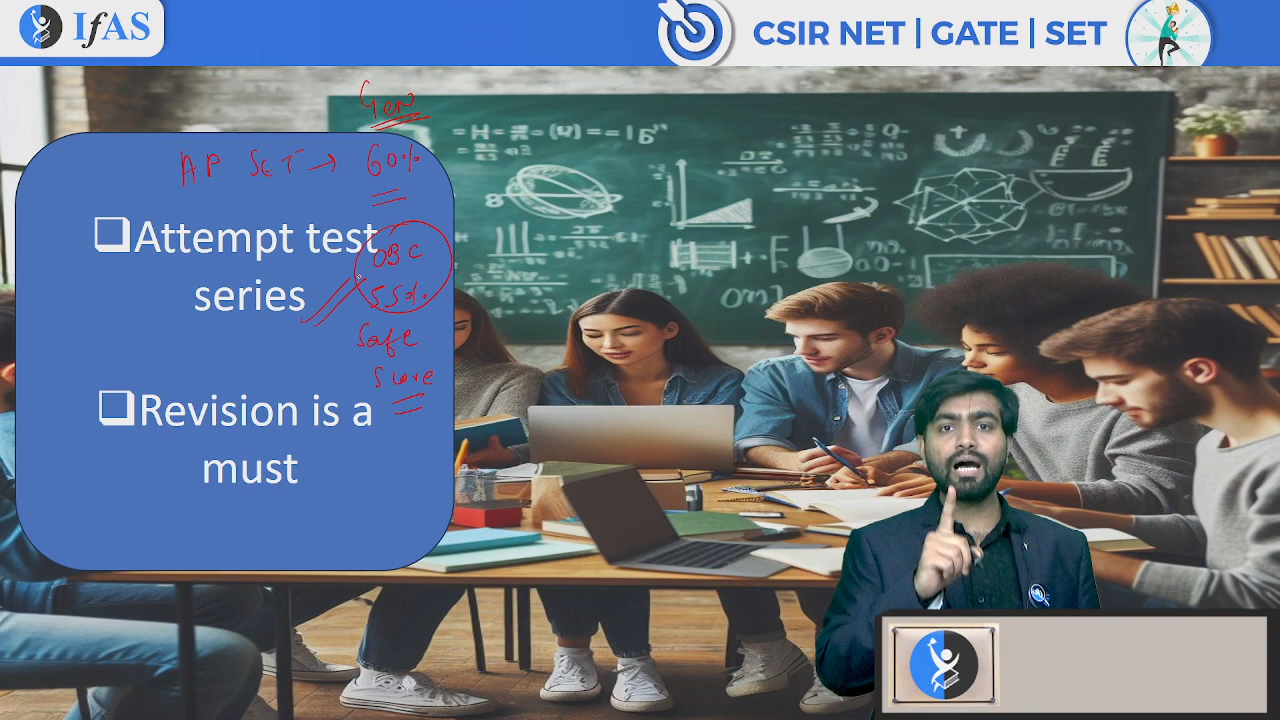 IfAS
CSIR NET | GATE | SET
Gen
AP SET → 60%
❑Attempt test
series
OBC
55%
Safe
Score
❑Revision is a
must